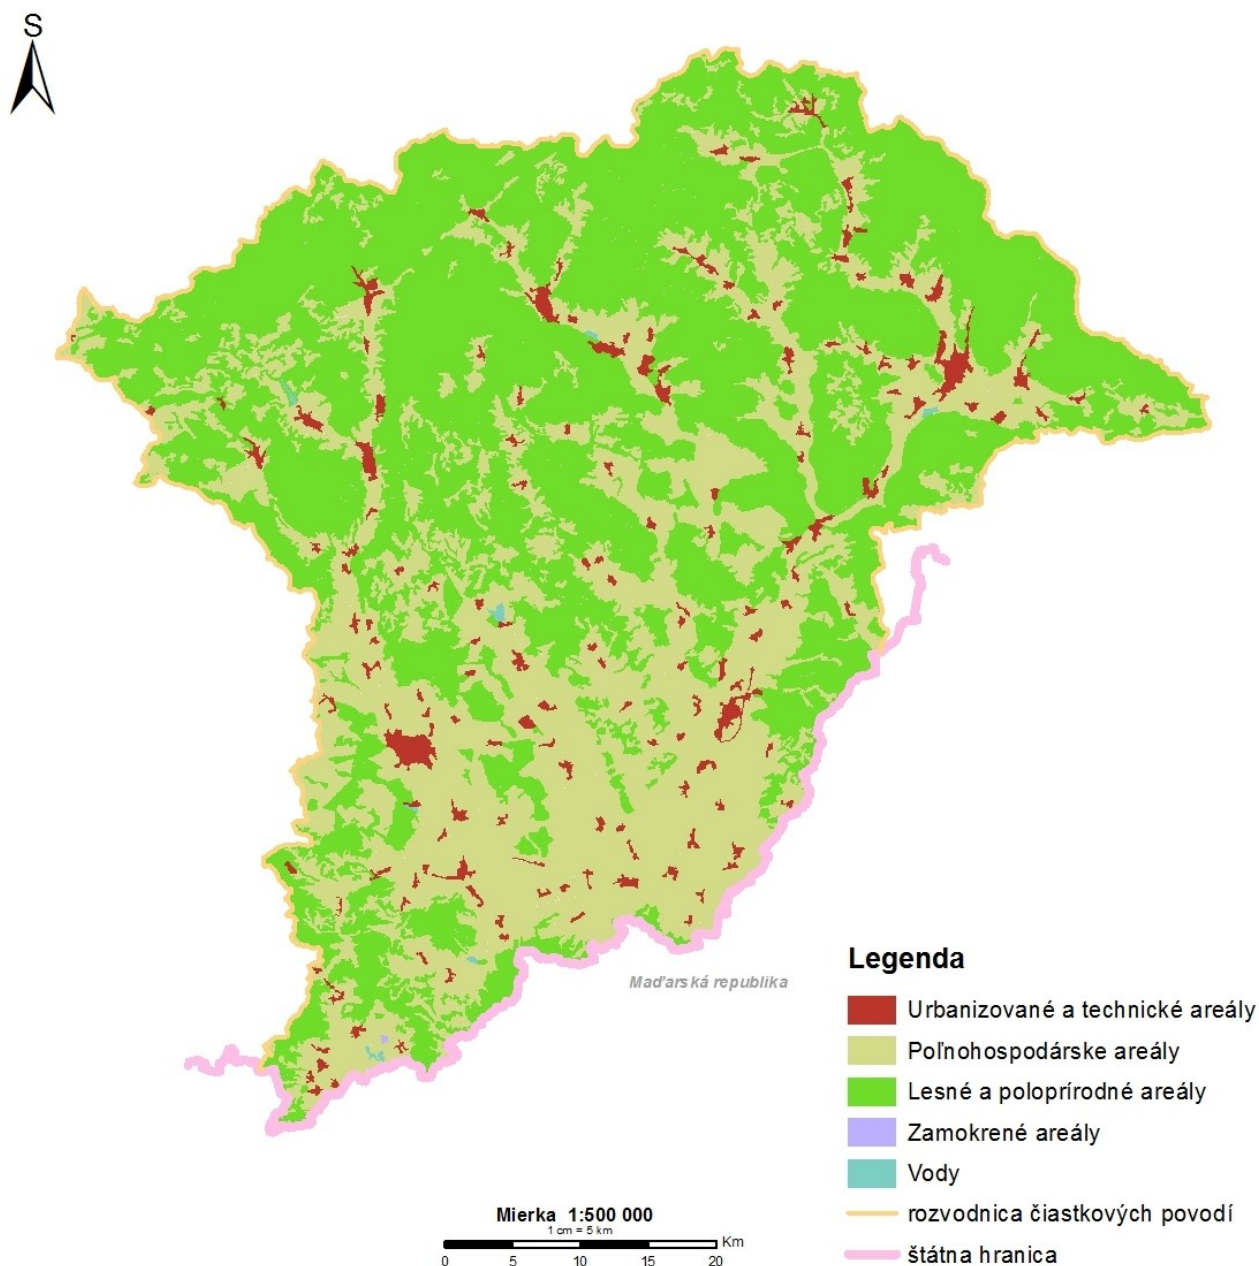 S
Maďarská republika
Legenda
Urbanizované a technické areály
Poľnohospodárske areály
Lesné a poloprírodné areály
Zamokrené areály
Vody
rozvodnica čiastkových povodí
štátna hranica
Mierka 1:500 000
1 cm = 5 km
Km
0 5 10 15 20